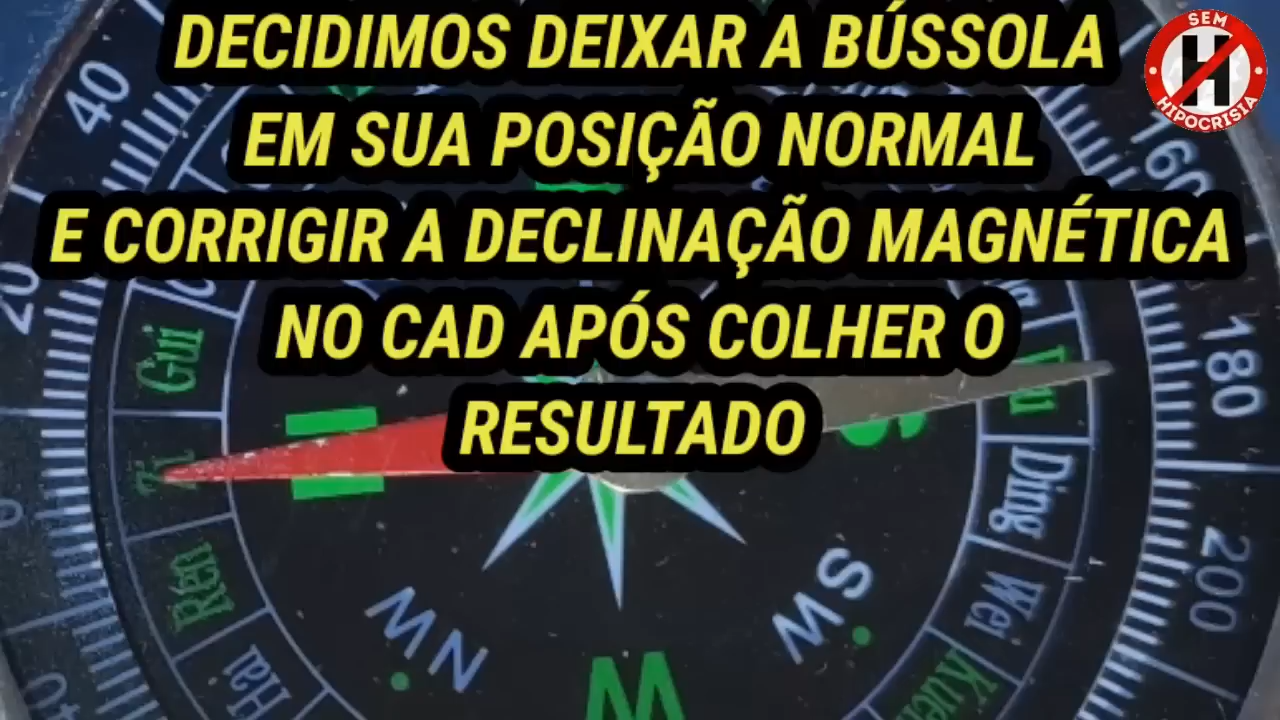 DECIDIMOS DEIXAR A BÚSSOLA
EM SUA POSIÇÃO NORMAL
E CORRIGIR A DECLINAÇÃO MAGNÉTICA
NO CAD APÓS COLHER O
RESULTADO
SEM
H
HIPOCRISIA
40
160
20
180
200
Gui
Ren
Hai
Ding
Wei
NW
SW
W